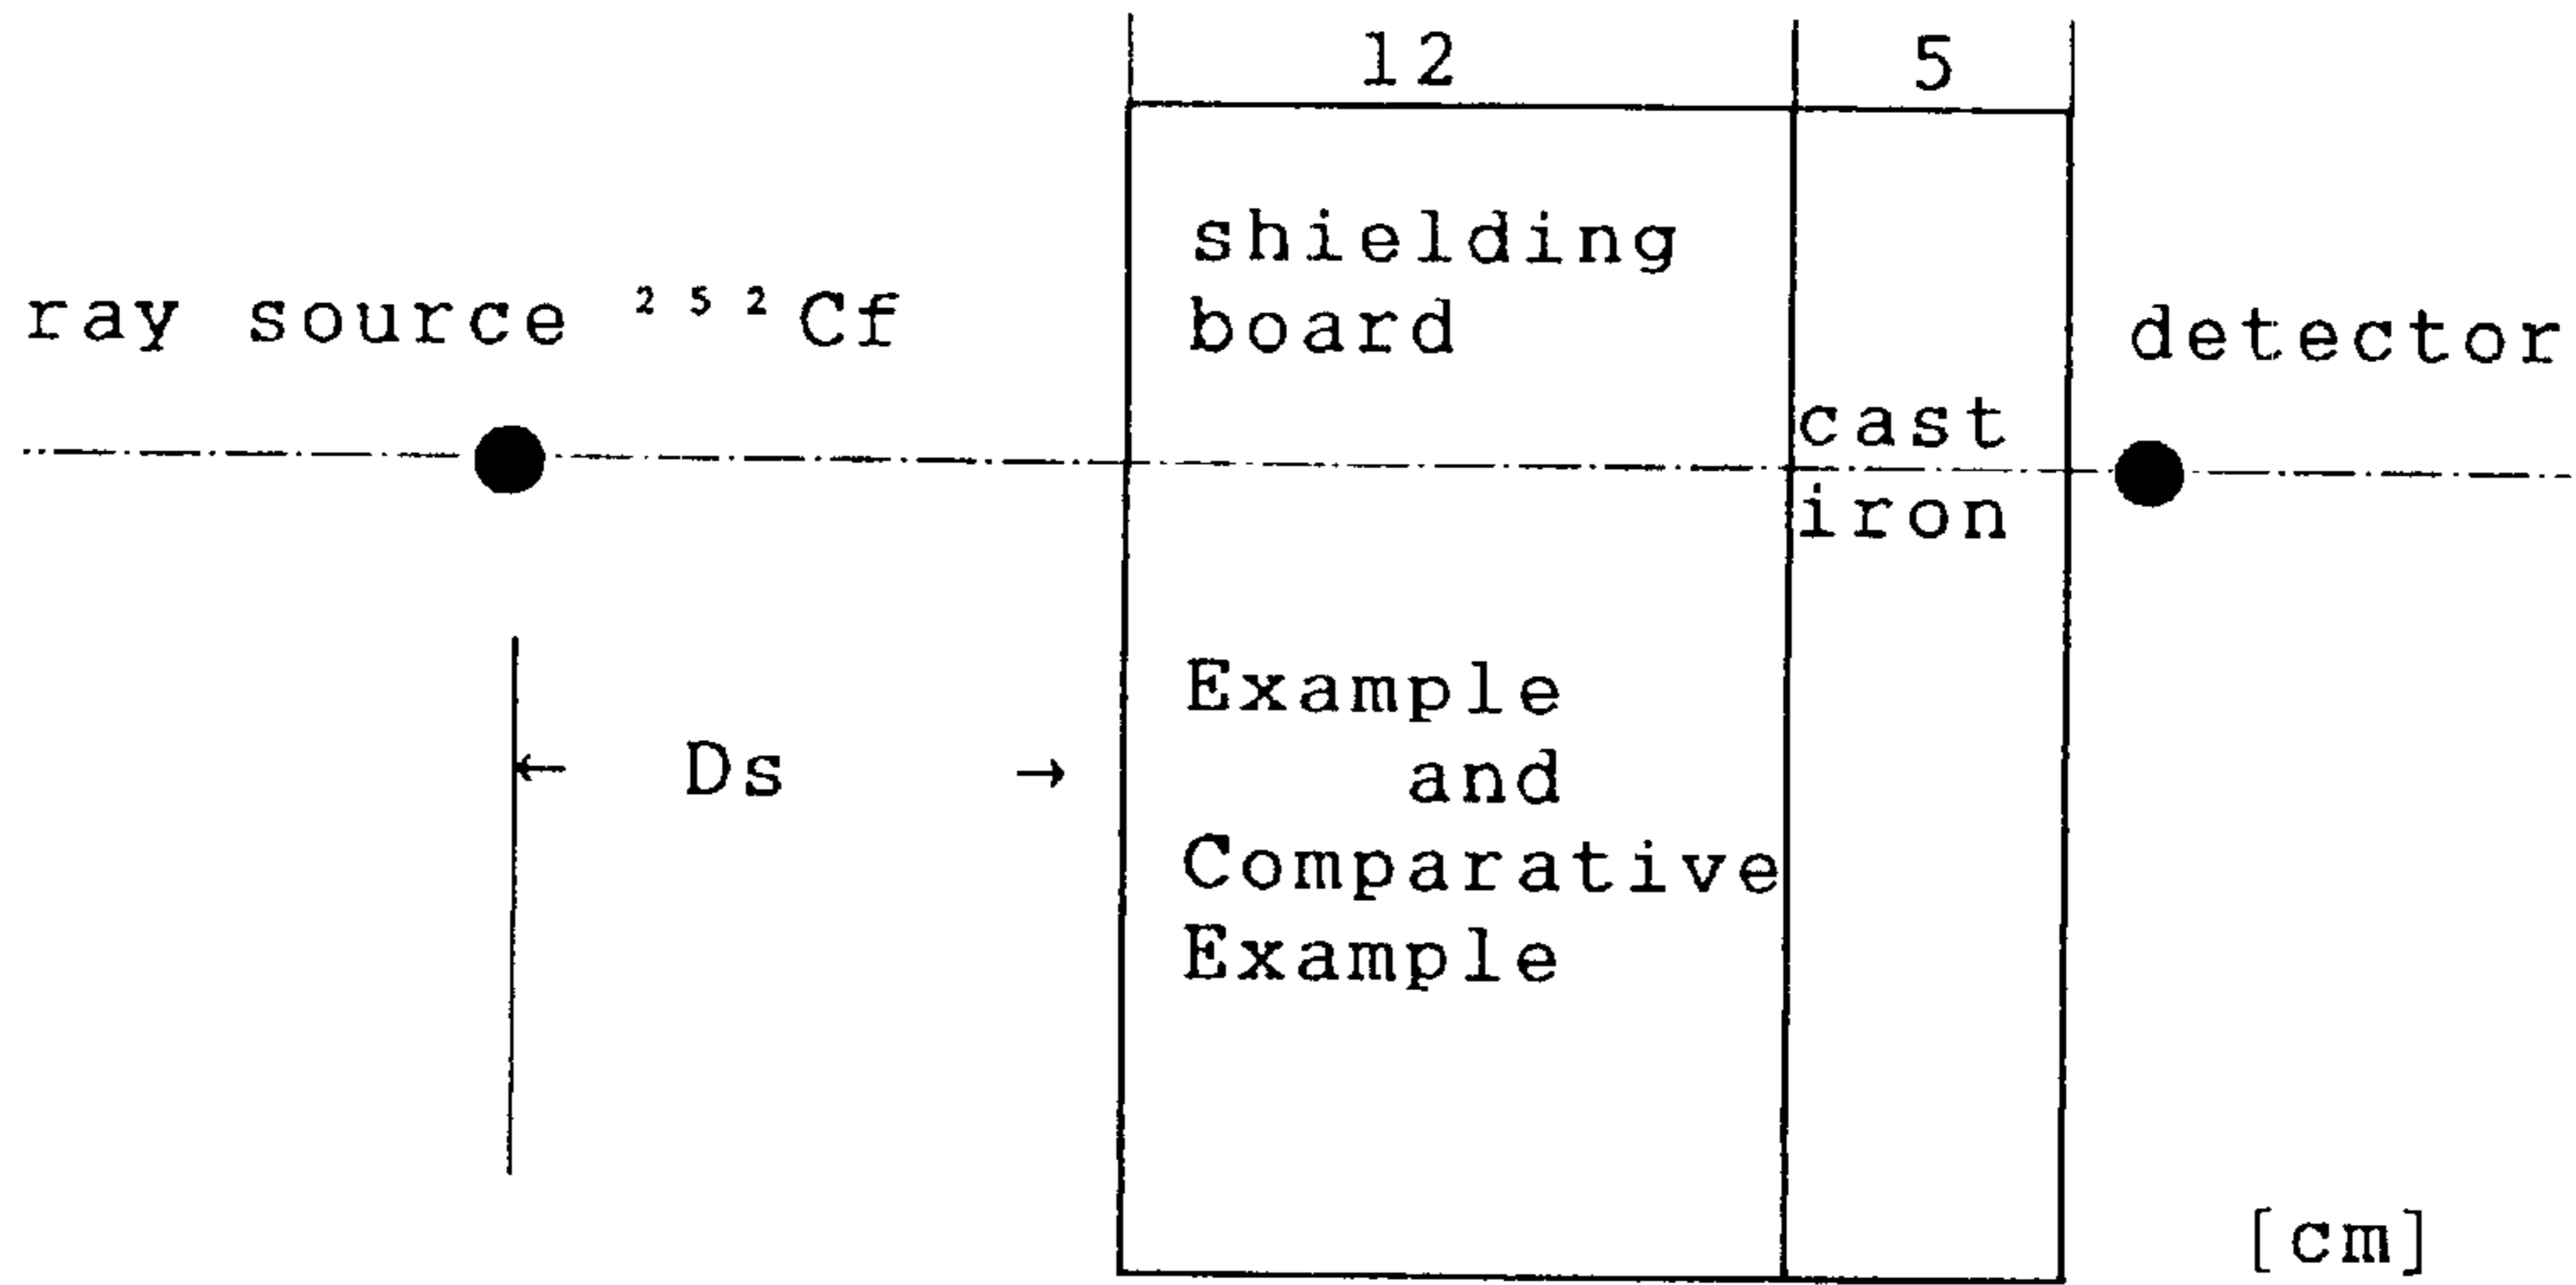 12 5
shielding
board
ray source ²⁵²Cf
detector
cast
iron
← Ds →
Example
and
Comparative
Example
[cm]